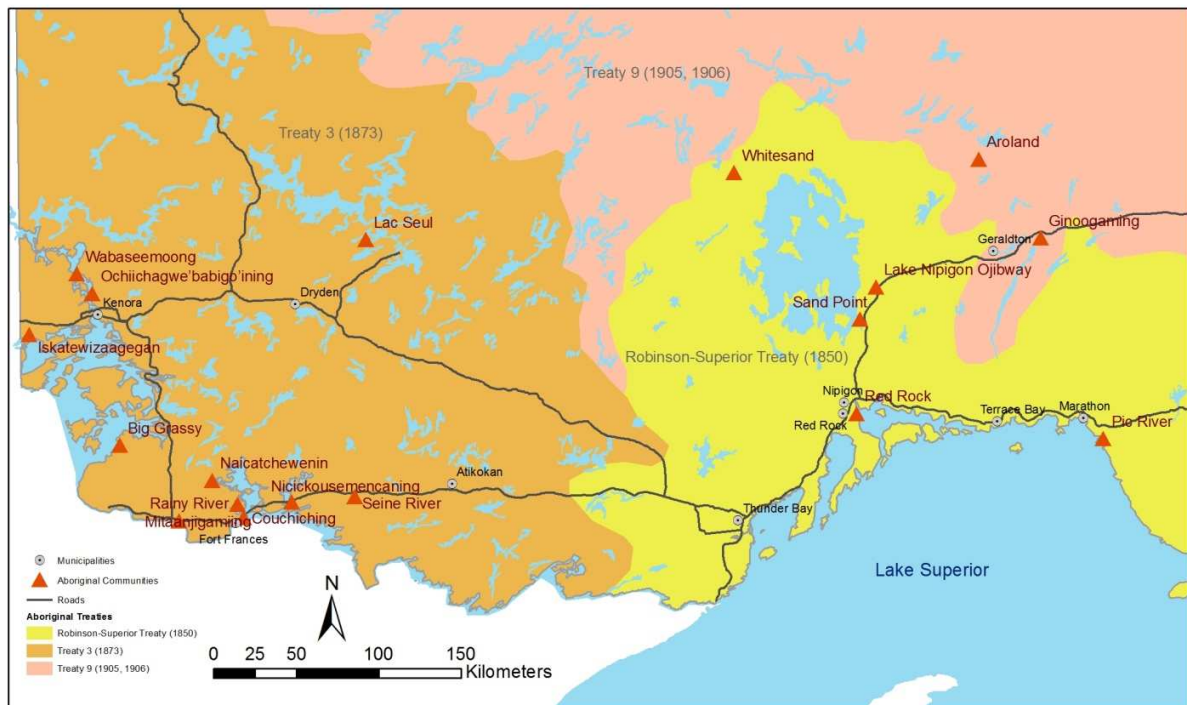 Treaty 9 (1905, 1906)
Treaty 3 (1873)
Aroland
Whitesand
Lac Seul
Ginoogaming
Geraldton
Wabaseemoong
Ochiichagwe'babigo'ining
Lake Nipigon Ojibway
Dryden
Kenora
Sand Point
Iskatewizaagegan
Robinson-Superior Treaty (1850)
Nipigon
Red Rock
Red Rock
Terrace Bay
Marathon
Pic River
Big Grassy
Naicatchewenin
Atikokan
Nicickousemencaning
Rainy River
Seine River
Mitaanjigamiing
Couchiching
Fort Frances
Thunder Bay
Lake Superior
Municipalities
Aboriginal Communities
Roads
Aboriginal Treaties
Robinson-Superior Treaty (1850)
Treaty 3 (1873)
Treaty 9 (1905, 1906)
N
0 25 50 100 150
Kilometers